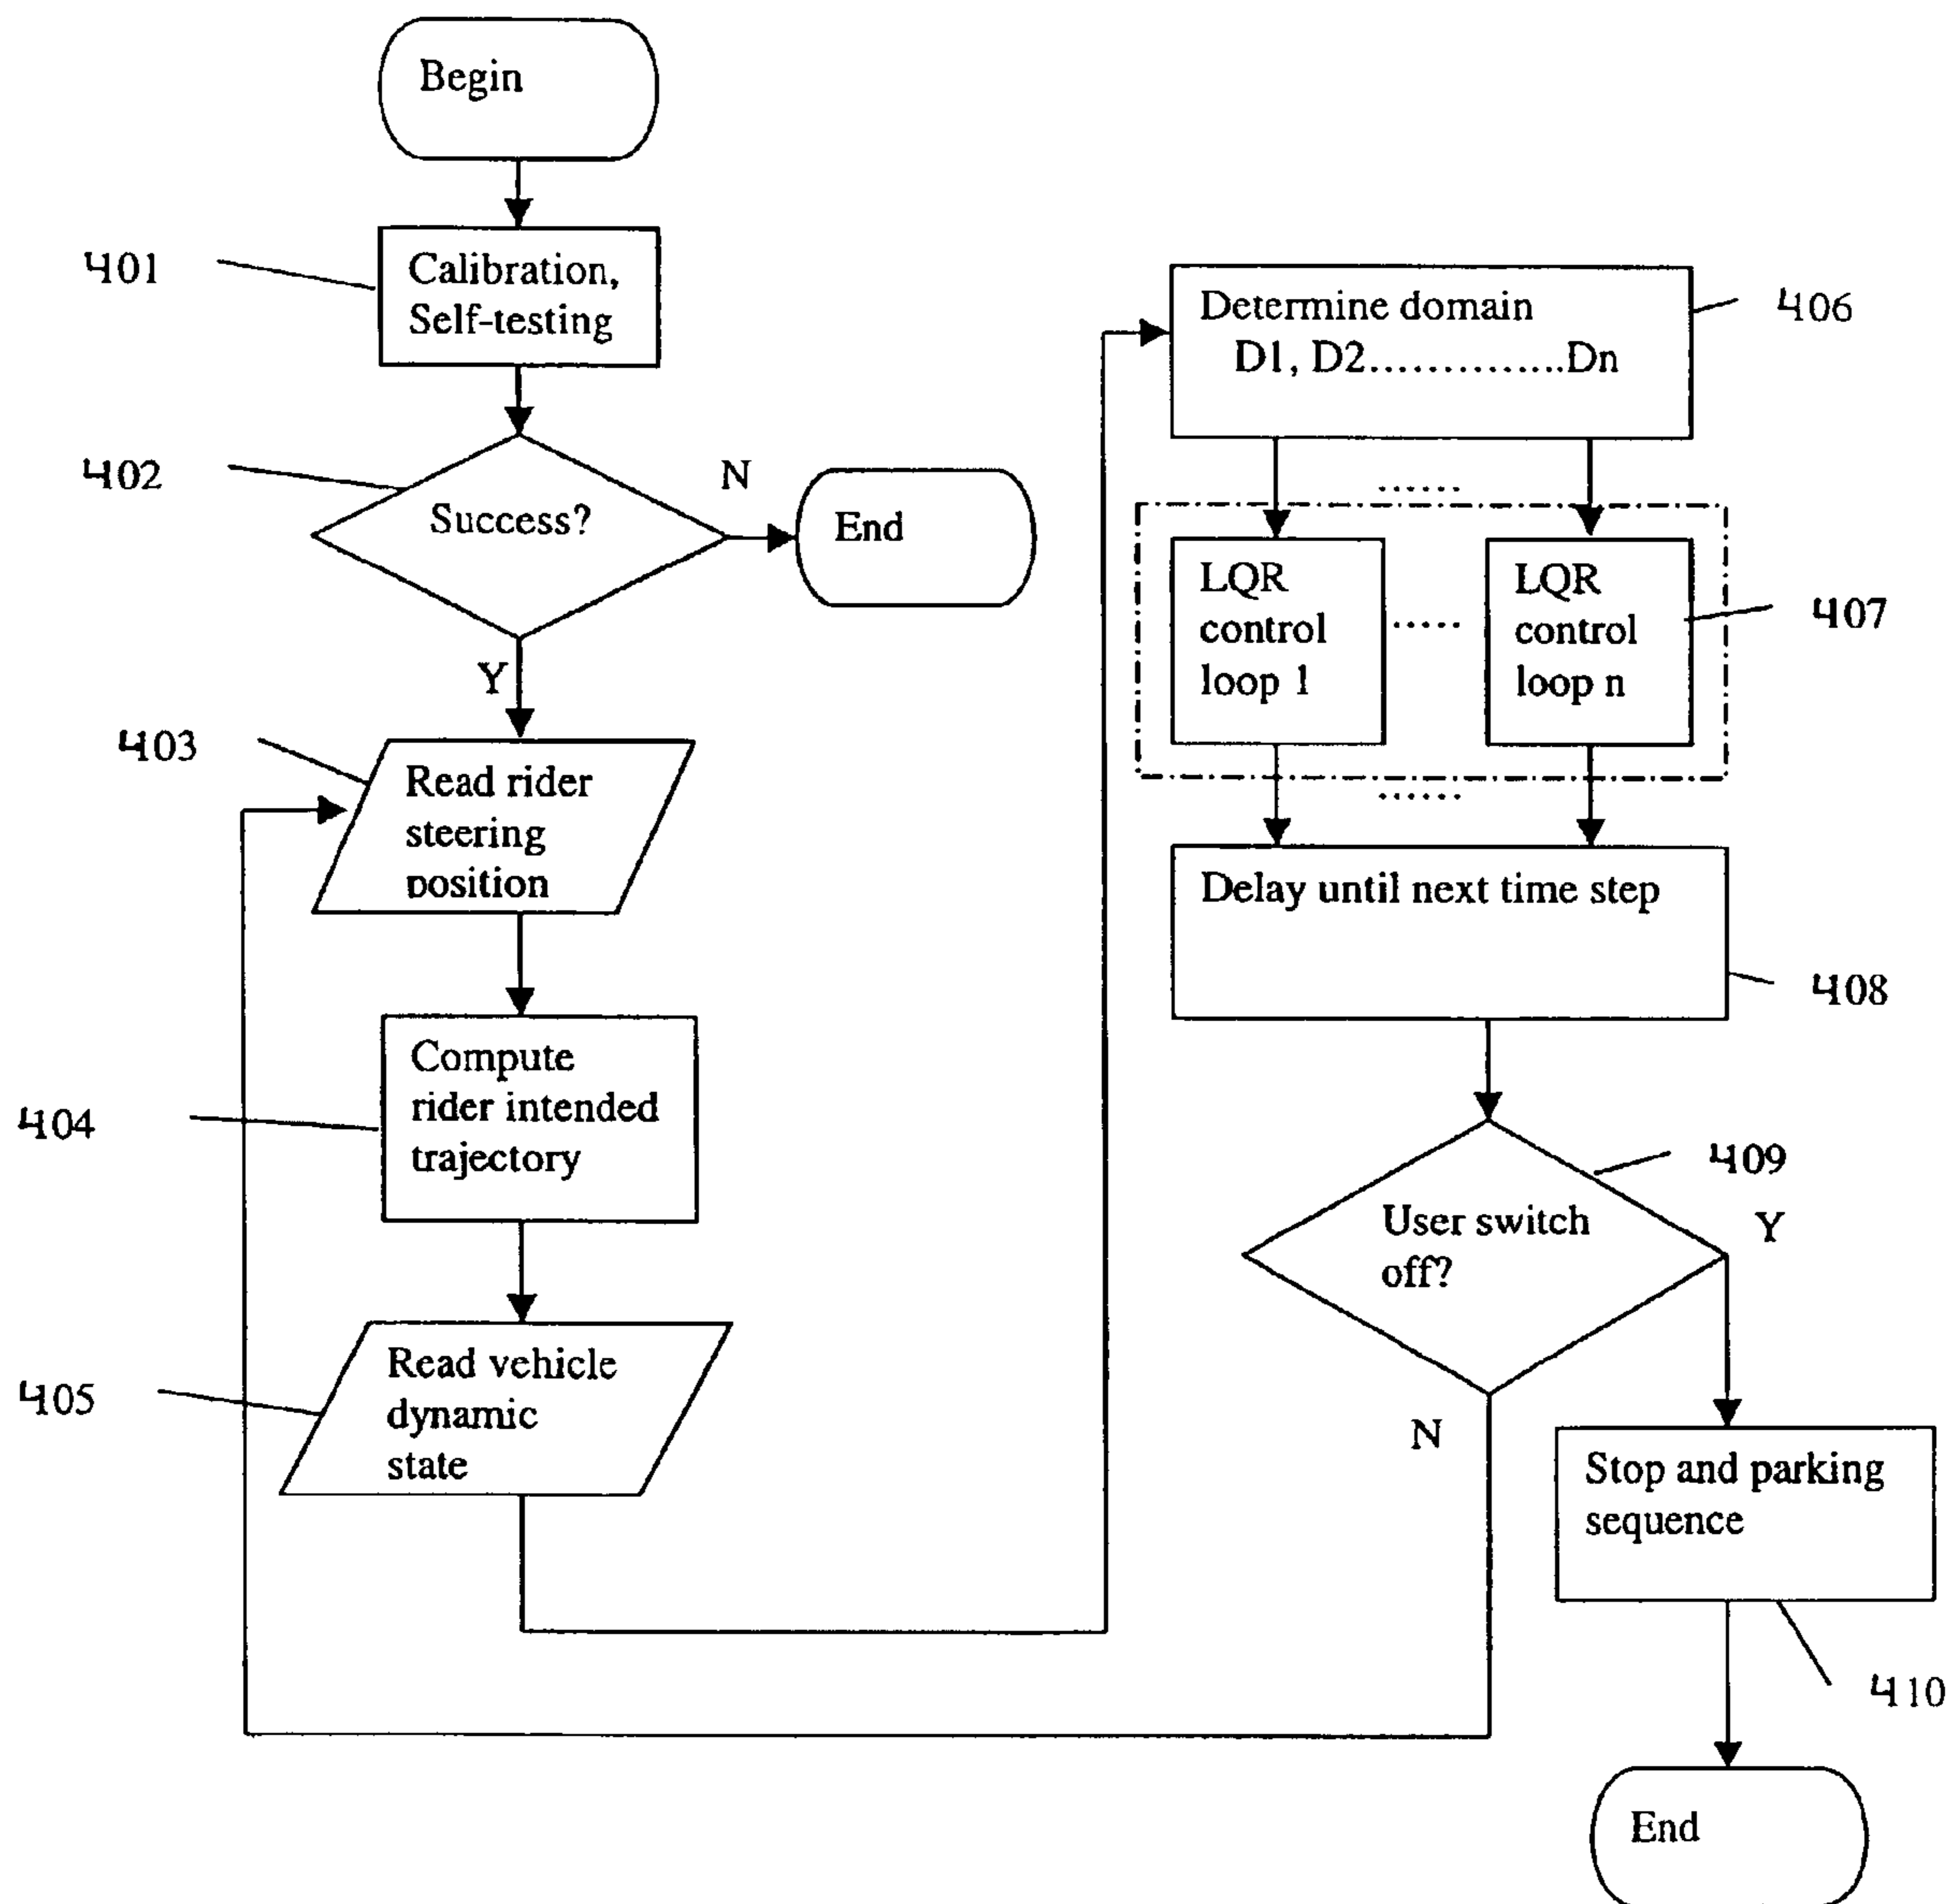 Begin
401
Calibration,
Self-testing
402
Success?
N
End
Y
403
Read rider
steering
position
404
Compute
rider intended
trajectory
405
Read vehicle
dynamic
state
406
Determine domain
D1, D2..............Dn
......
LQR
control
loop 1
.....
LQR
control
loop n
407
......
Delay until next time step
408
409
User switch
off?
Y
N
Stop and parking
sequence
410
End